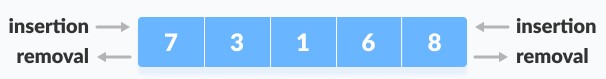 insertion 7 3 1 6 8 insertion
removal removal